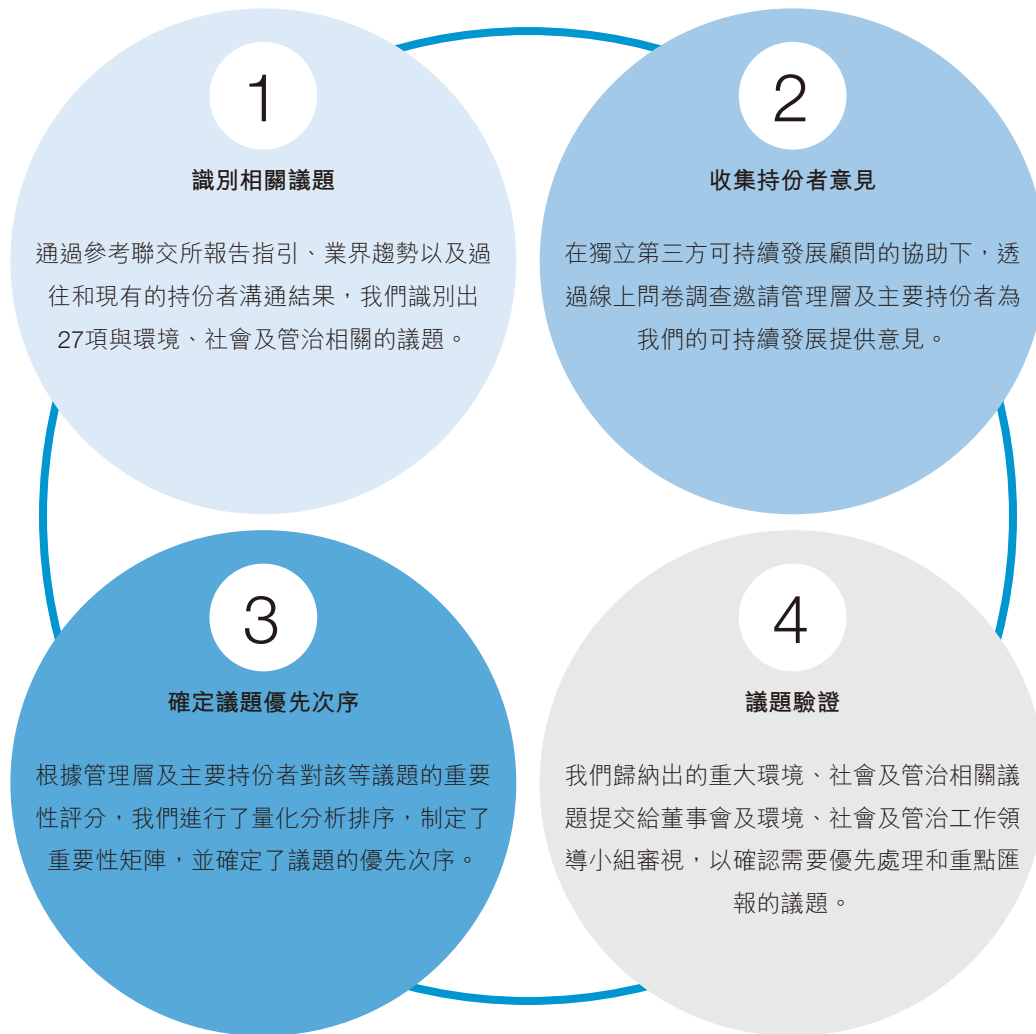 1
識別相關議題
通過參考聯交所報告指引、業界趨勢以及過
往和現有的持份者溝通結果，我們識別出
27項與環境、社會及管治相關的議題。
2
收集持份者意見
在獨立第三方可持續發展顧問的協助下，透
過線上問卷調查邀請管理層及主要持份者為
我們的可持續發展提供意見。
3
確定議題優先次序
根據管理層及主要持份者對該等議題的重要
性評分，我們進行了量化分析排序，制定了
重要性矩陣，並確定了議題的優先次序。
4
議題驗證
我們歸納出的重大環境、社會及管治相關議
題提交給董事會及環境、社會及管治工作領
導小組審視，以確認需要優先處理和重點匯
報的議題。